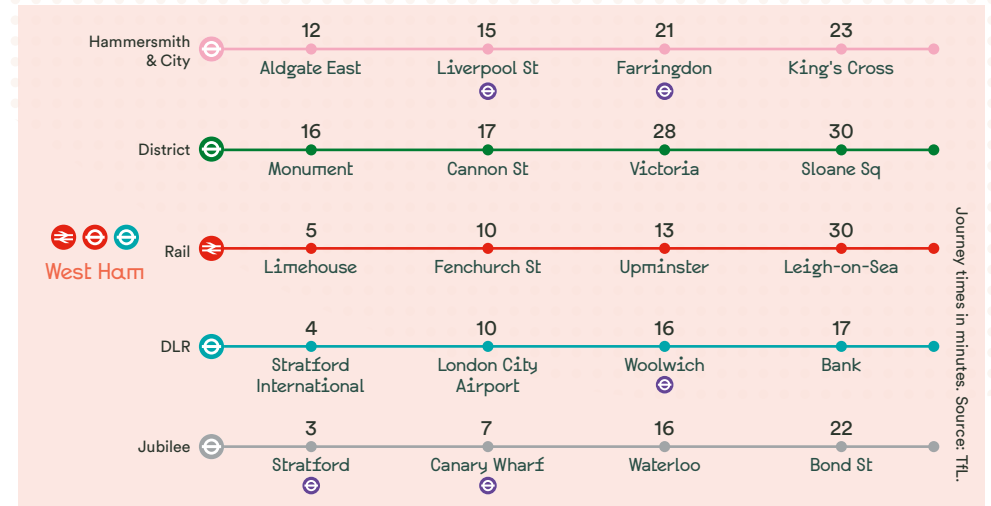 12 15 21 23
Hammersmith
& City
Aldgate East Liverpool St Farringdon King's Cross
16 17 28 30
District
Monument Cannon St Victoria Sloane Sq
West Ham
5 10 13 30
Rail
Limehouse Fenchurch St Upminster Leigh-on-Sea
4 10 16 17
DLR
Stratford London City Woolwich Bank
International Airport
3 7 16 22
Jubilee
Stratford Canary Wharf Waterloo Bond St
Journey times in minutes. Source: TfL.